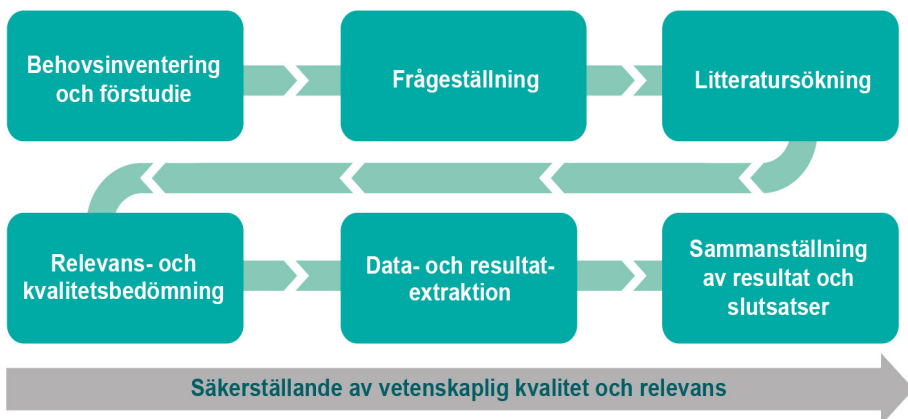 Behovsinventering
och förstudie
Frågeställning
Litteratursökning
Relevans- och
kvalitetsbedömning
Data- och resultat-
extraktion
Sammanställning
av resultat och
slutsatser
Säkerställande av vetenskaplig kvalitet och relevans